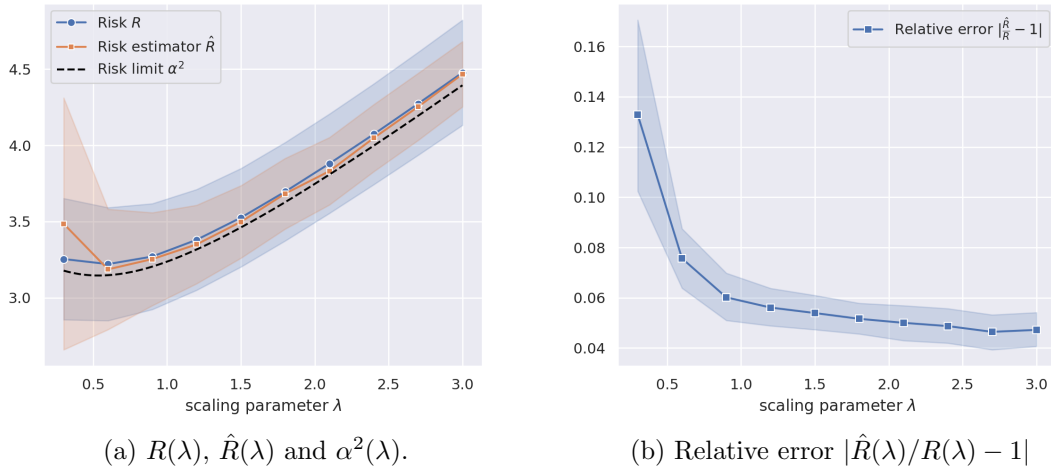 Risk R
Risk estimator R̂
Risk limit α²
4.5
4.0
3.5
3.0
0.5 1.0 1.5 2.0 2.5 3.0
scaling parameter λ
(a) R(λ), R̂(λ) and α²(λ).
Relative error |R̂/R − 1|
0.16
0.14
0.12
0.10
0.08
0.06
0.04
0.5 1.0 1.5 2.0 2.5 3.0
scaling parameter λ
(b) Relative error |R̂(λ)/R(λ) − 1|